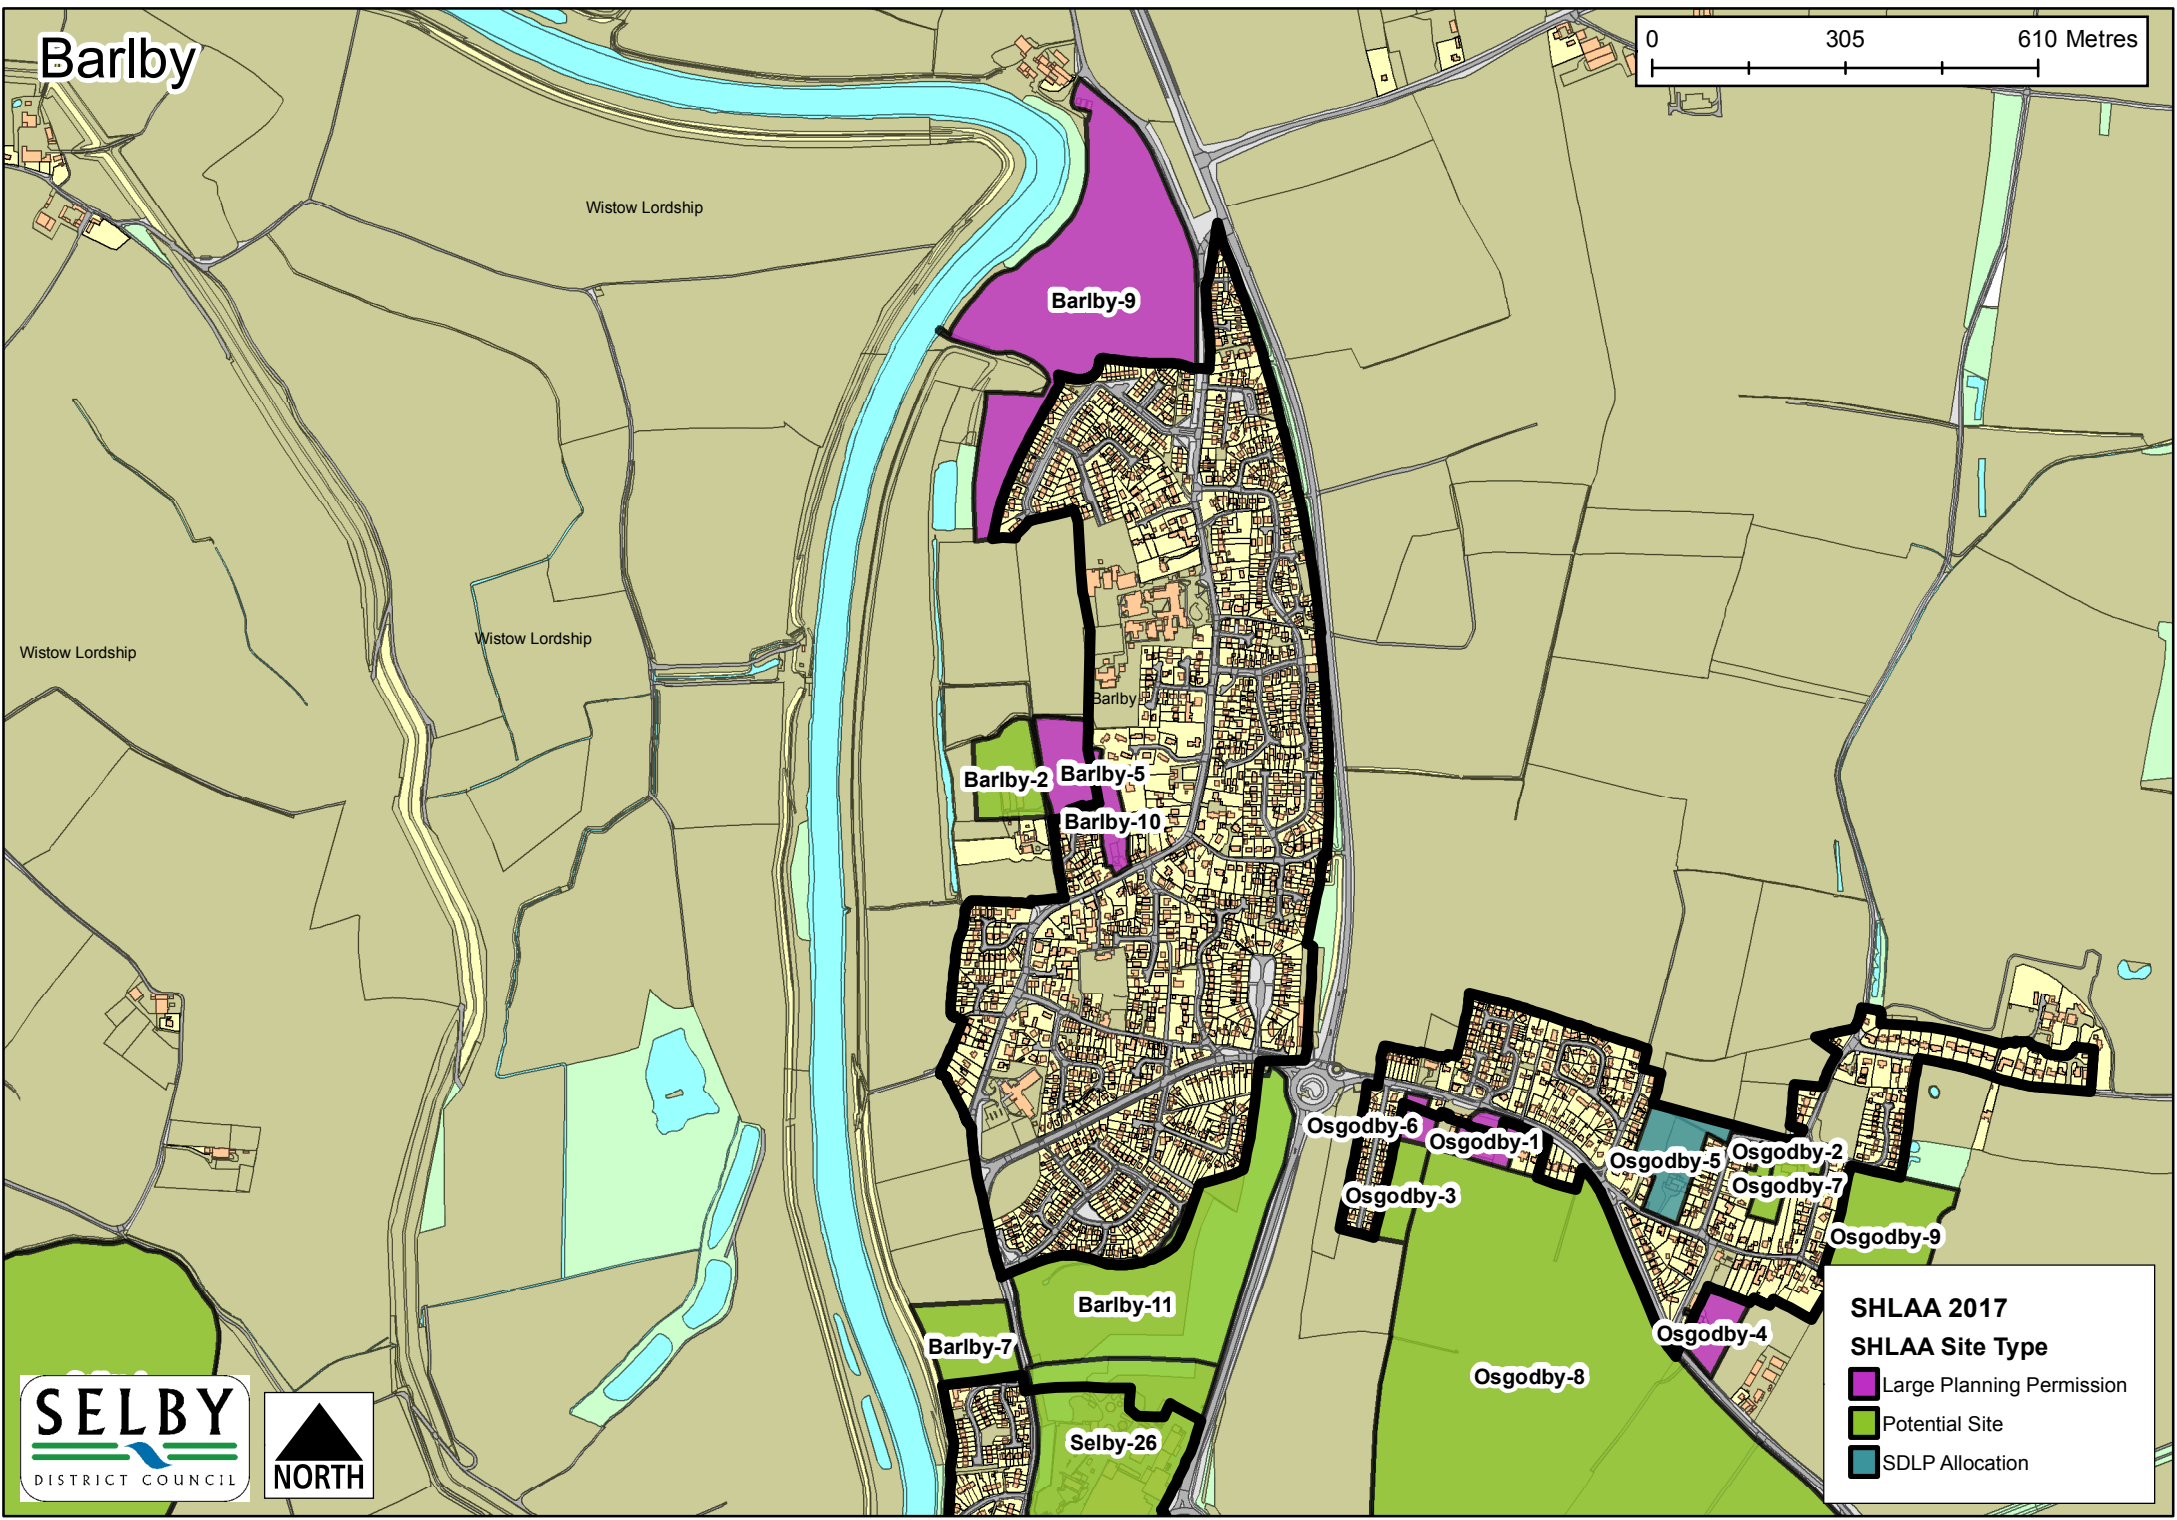 Barlby
0 305 610 Metres
Wistow Lordship
Barlby-9
Wistow Lordship
Wistow Lordship
Barlby
Barlby-2
Barlby-5
Barlby-10
Osgodby-6
Osgodby-1
Osgodby-5
Osgodby-2
Osgodby-7
Osgodby-3
Osgodby-9
Barlby-11
Barlby-7
Osgodby-4
Osgodby-8
Selby-26
SHLAA 2017
SHLAA Site Type
Large Planning Permission
Potential Site
SDLP Allocation
SELBY
DISTRICT COUNCIL
NORTH